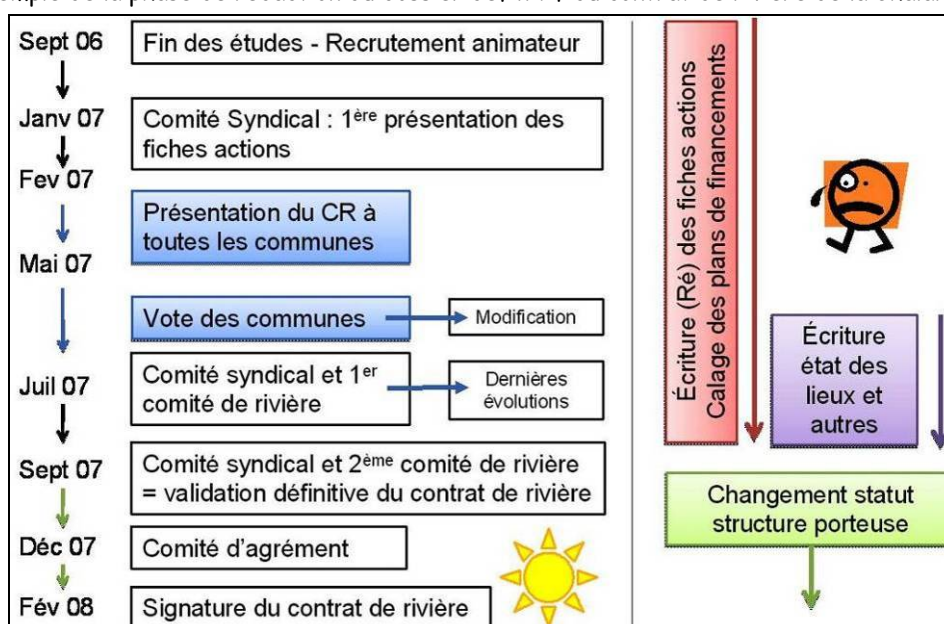 Sept 06
Fin des études - Recrutement animateur
Janv 07
Comité Syndical : 1ère présentation des
fiches actions
Fev 07
Présentation du CR à
toutes les communes
Mai 07
Vote des communes
Modification
Juil 07
Comité syndical et 1er
comité de rivière
Dernières
évolutions
Sept 07
Comité syndical et 2ème comité de rivière
= validation définitive du contrat de rivière
Déc 07
Comité d'agrément
Fév 08
Signature du contrat de rivière
Écriture (Ré) des fiches actions
Calage des plans de financements
Écriture
état des
lieux et
autres
Changement statut
structure porteuse